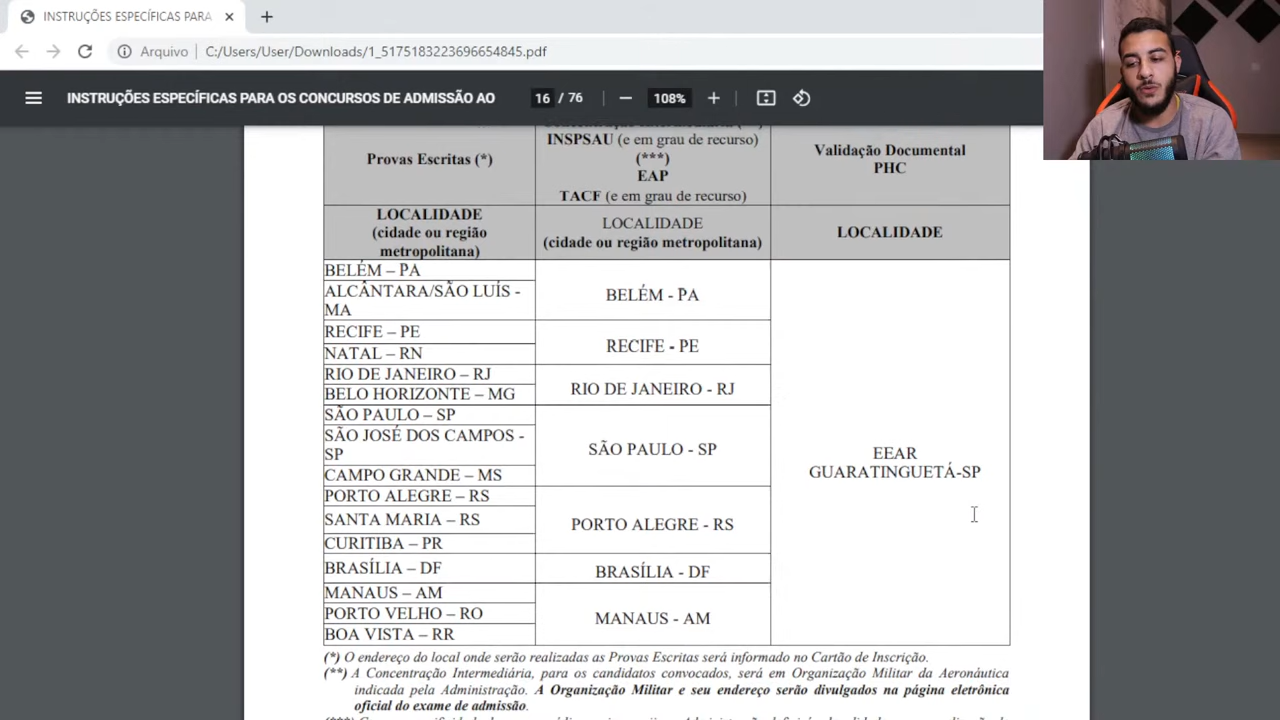 INSTRUÇÕES ESPECÍFICAS PARA
Arquivo C:/Users/User/Downloads/1_5175183223696654845.pdf
INSTRUÇÕES ESPECÍFICAS PARA OS CONCURSOS DE ADMISSÃO AO 16 / 76 108%
Provas Escritas (*)
INSPSAU (e em grau de recurso)
(***)
EAP
TACF (e em grau de recurso)
Validação Documental
PHC
LOCALIDADE
(cidade ou região
metropolitana)
LOCALIDADE
(cidade ou região metropolitana)
LOCALIDADE
BELÉM – PA
ALCÂNTARA/SÃO LUÍS -
MA
BELÉM - PA
RECIFE – PE
NATAL – RN
RECIFE - PE
RIO DE JANEIRO – RJ
BELO HORIZONTE – MG
RIO DE JANEIRO - RJ
SÃO PAULO – SP
SÃO JOSÉ DOS CAMPOS -
SP
CAMPO GRANDE – MS
SÃO PAULO - SP
PORTO ALEGRE – RS
SANTA MARIA – RS
CURITIBA – PR
PORTO ALEGRE - RS
BRASÍLIA – DF
BRASÍLIA - DF
MANAUS – AM
PORTO VELHO – RO
BOA VISTA – RR
MANAUS - AM
EEAR
GUARATINGUETÁ-SP
(*) O endereço do local onde serão realizadas as Provas Escritas será informado no Cartão de Inscrição.
(**) A Concentração Intermediária, para os candidatos convocados, será em Organização Militar da Aeronáutica
indicada pela Administração. A Organização Militar e seu endereço serão divulgados na página eletrônica
oficial do exame de admissão.